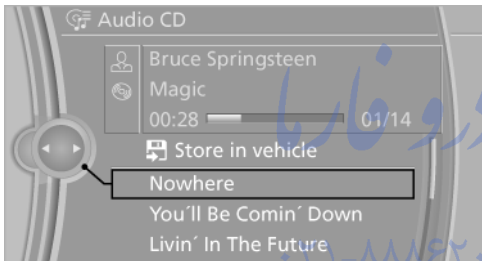 Audio CD
Bruce Springsteen
Magic
00:28 01/14
Store in vehicle
Nowhere
You´ll Be Comin´ Down
Livin´ In The Future